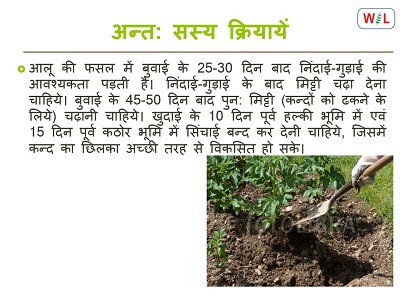 W L
अन्त: सस्य क्रियायें
आलू की फसल में बुवाई के 25-30 दिन बाद निंदाई-गुड़ाई की
आवश्यकता पड़ती है। निंदाई-गुड़ाई के बाद मिट्टी चढ़ा देना
चाहिये। बुवाई के 45-50 दिन बाद पुन: मिट्टी (कन्दों को ढकने के
लिये) चढ़ानी चाहिये। खुदाई के 10 दिन पूर्व हल्की भूमि में एवं
15 दिन पूर्व कठोर भूमि में सिंचाई बन्द कर देनी चाहिये, जिसमें
कन्द का छिलका अच्छी तरह से विकसित हो सके।